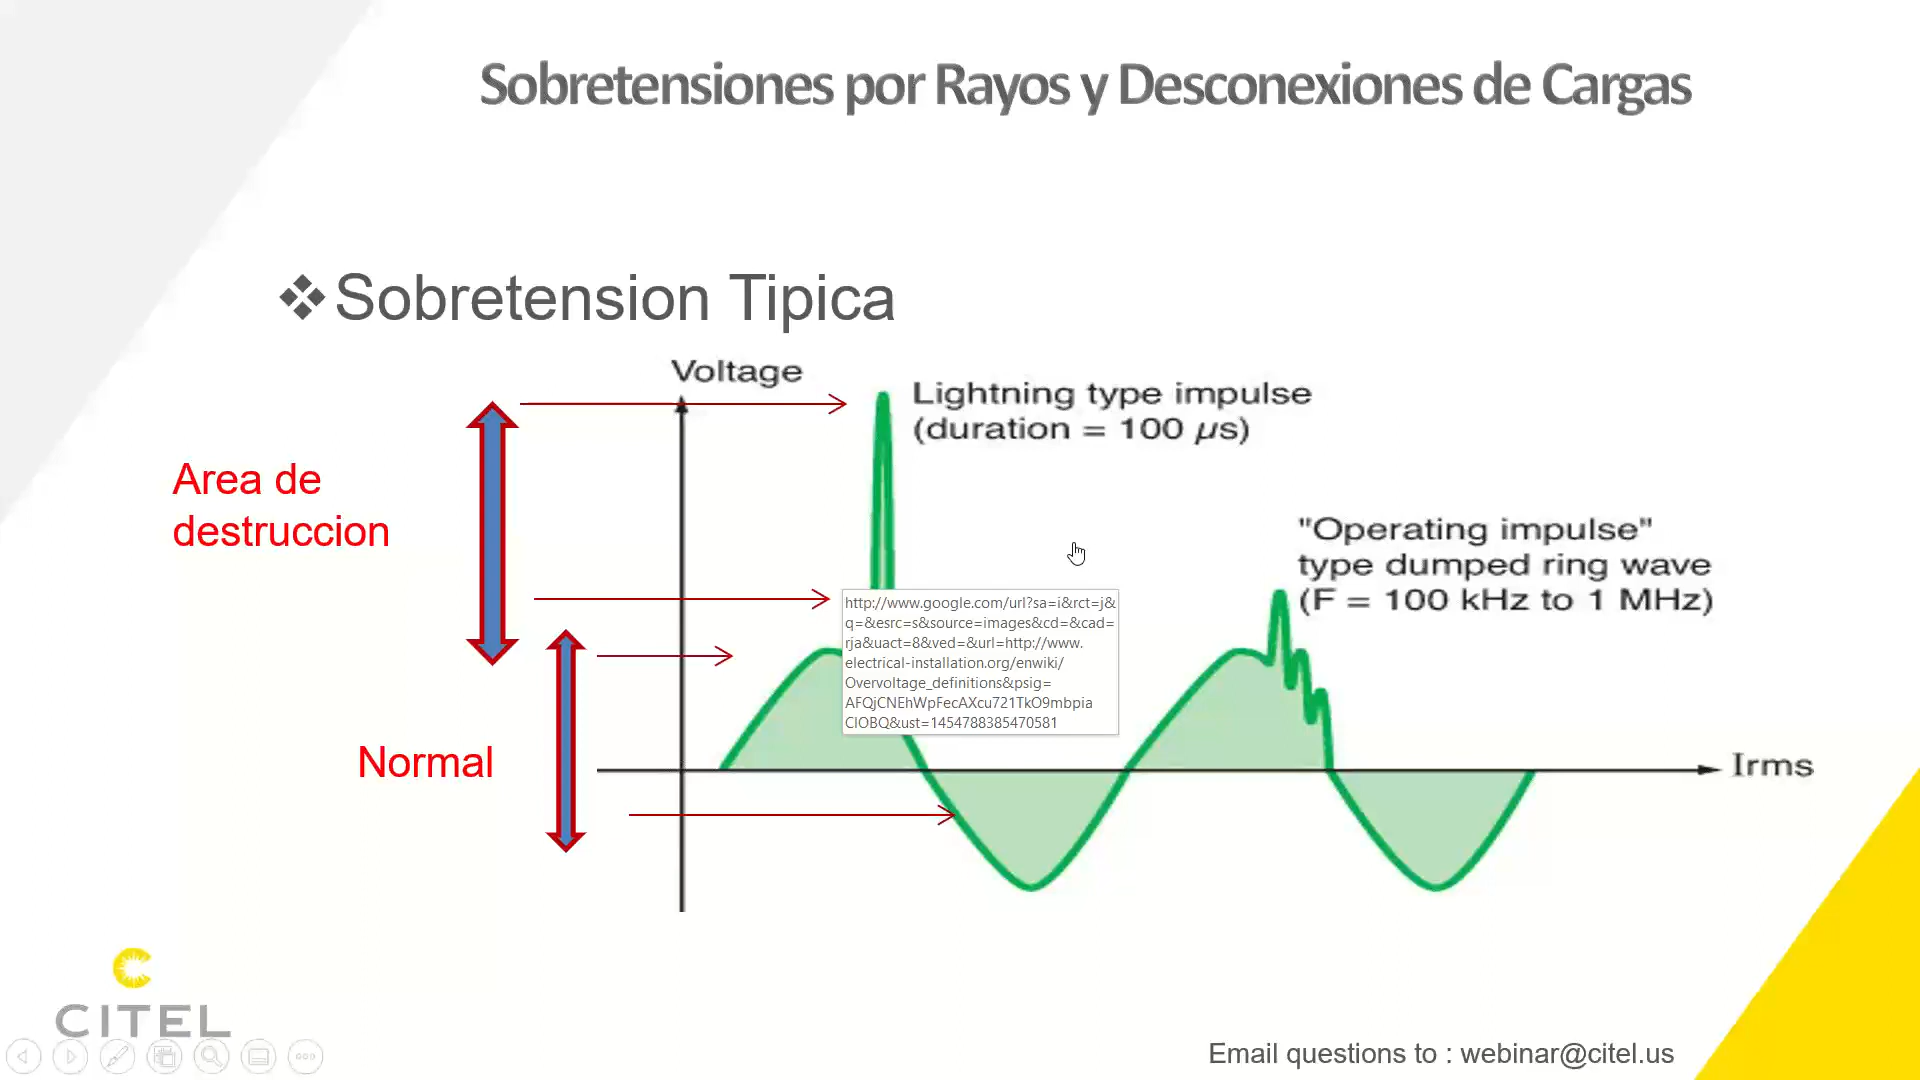 Sobretensiones por Rayos y Desconexiones de Cargas
Sobretension Tipica
Voltage
Lightning type impulse
(duration = 100 µs)
Area de
destruccion
"Operating impulse"
type dumped ring wave
(F = 100 kHz to 1 MHz)
http://www.google.com/url?sa=i&rct=j&
q=&esrc=s&source=images&cd=&cad=
rja&uact=8&ved=&url=http://www.
electrical-installation.org/enwiki/
Overvoltage_definitions&psig=
AFQjCNEhWpFecAXcu721TkO9mbpia
ClOBQ&ust=1454788385470581
Normal
Irms
CITEL
Email questions to : webinar@citel.us